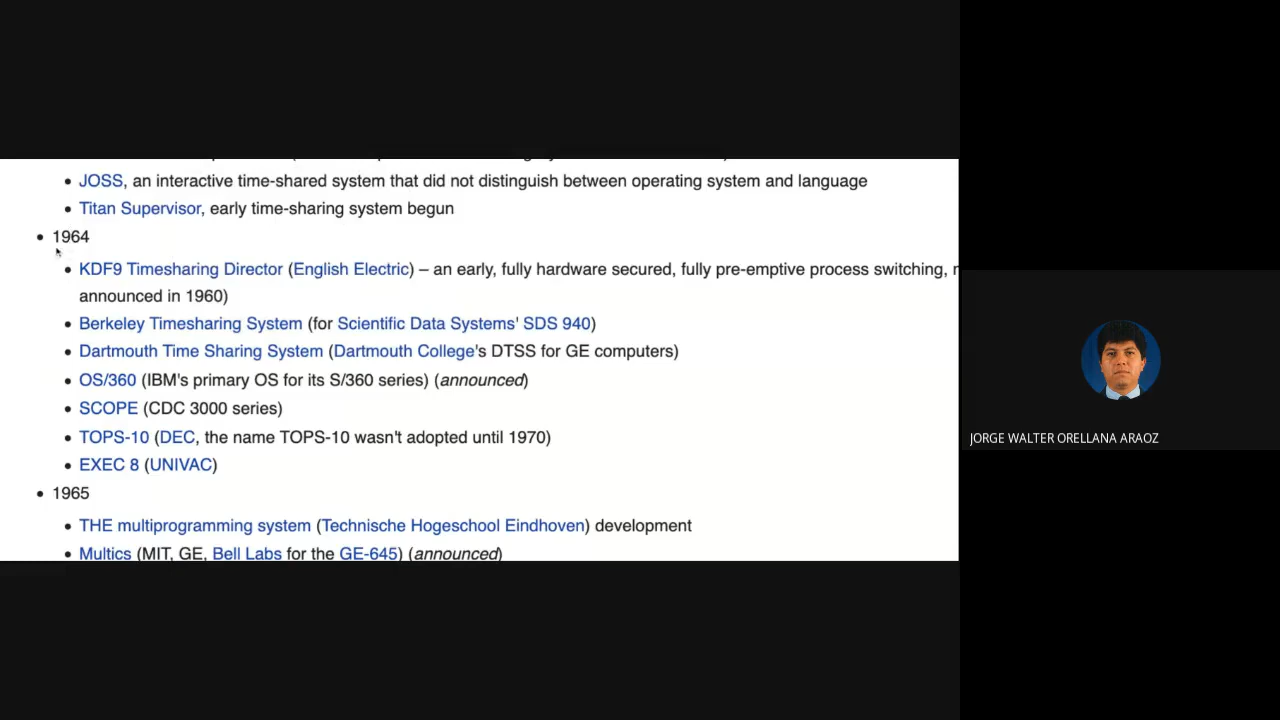 JOSS, an interactive time-shared system that did not distinguish between operating system and language
Titan Supervisor, early time-sharing system begun
1964
KDF9 Timesharing Director (English Electric) – an early, fully hardware secured, fully pre-emptive process switching,
announced in 1960)
Berkeley Timesharing System (for Scientific Data Systems' SDS 940)
Dartmouth Time Sharing System (Dartmouth College's DTSS for GE computers)
OS/360 (IBM's primary OS for its S/360 series) (announced)
SCOPE (CDC 3000 series)
TOPS-10 (DEC, the name TOPS-10 wasn't adopted until 1970)
EXEC 8 (UNIVAC)
1965
THE multiprogramming system (Technische Hogeschool Eindhoven) development
Multics (MIT, GE, Bell Labs for the GE-645) (announced)
JORGE WALTER ORELLANA ARAOZ